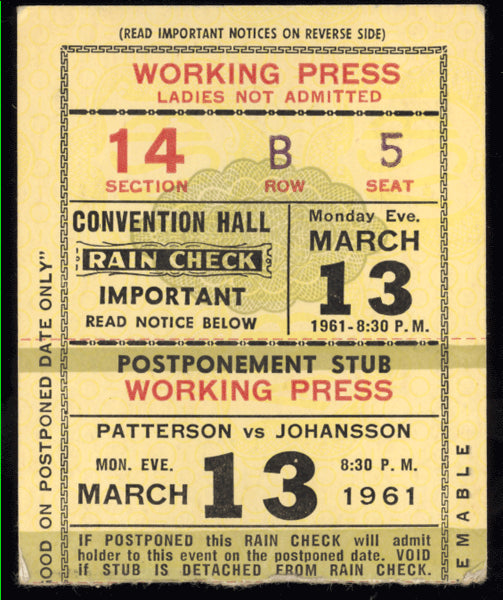 (READ IMPORTANT NOTICES ON REVERSE SIDE)
WORKING PRESS
LADIES NOT ADMITTED
14 B 5
SECTION ROW SEAT
CONVENTION HALL
RAIN CHECK
IMPORTANT
READ NOTICE BELOW
Monday Eve.
MARCH
13
1961-8:30 P.M.
POSTPONEMENT STUB
WORKING PRESS
PATTERSON vs JOHANSSON
MON. EVE. 13 8:30 P. M.
MARCH 1961
IF POSTPONED this RAIN CHECK will admit
holder to this event on the postponed date. VOID
if STUB is DETACHED FROM RAIN CHECK.
OOD ON POSTPONED DATE ONLY"
EMABLE